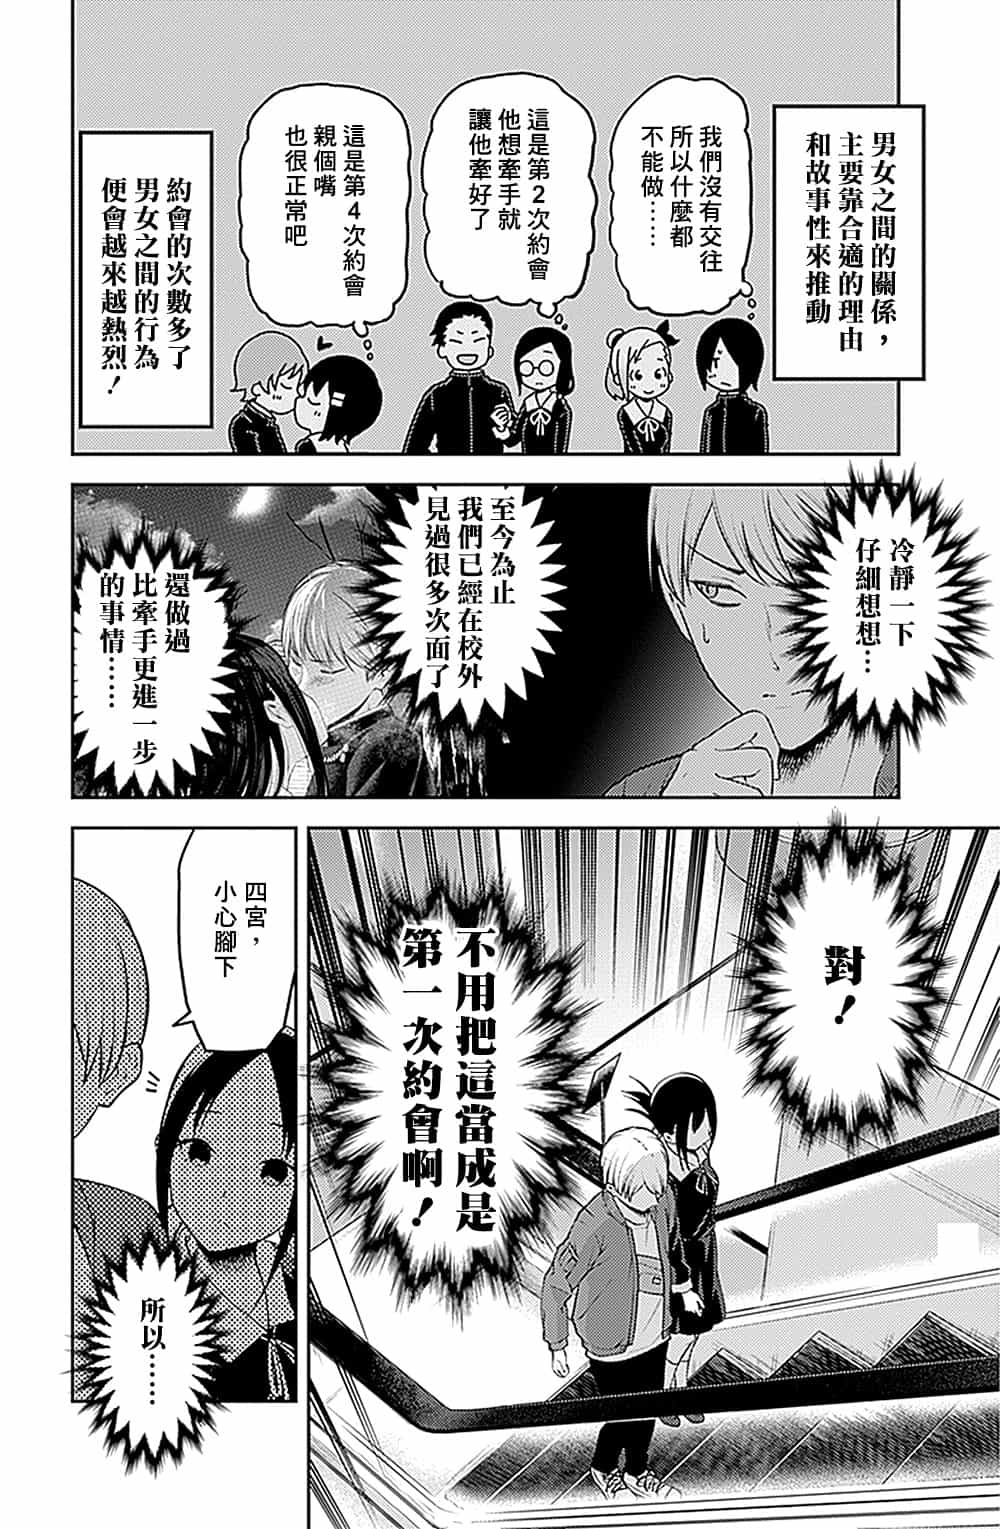 男女之間的關係，
主要靠合適的理由
和故事性來推動
我們沒有交往
所以什麼都
不能做……
這是第2次約會
他想牽手就
讓他牽好了
這是第4次約會
親個嘴
也很正常吧
約會的次數多了
男女之間的行為
便會越來越熱烈！
冷靜一下
仔細想想…
至今為止
我們已經在校外
見過很多次面了
還做過
比牽手更進一步
的事情……
對！
不用把這當成是
第一次約會啊！
四宮，
小心腳下
所以……